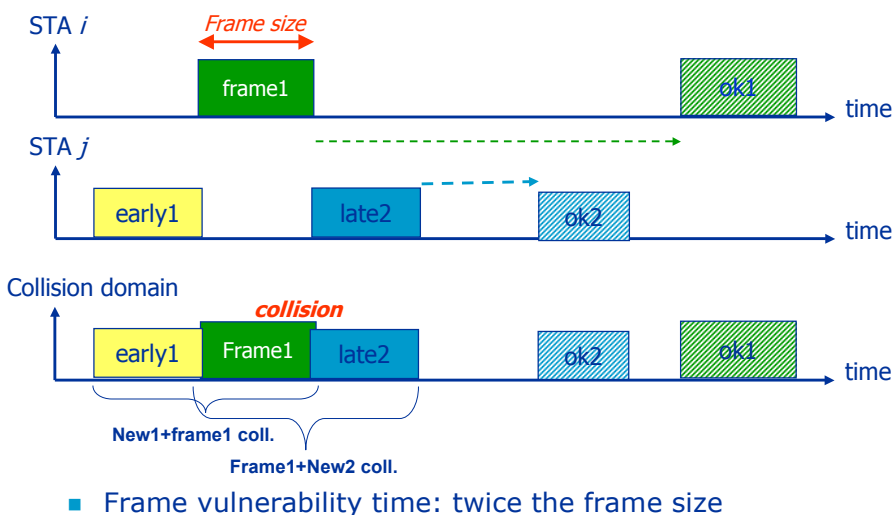 STA i
Frame size
frame1
ok1
time
STA j
early1
late2
ok2
time
Collision domain
collision
early1
Frame1
late2
ok2
ok1
time
New1+frame1 coll.
Frame1+New2 coll.
Frame vulnerability time: twice the frame size